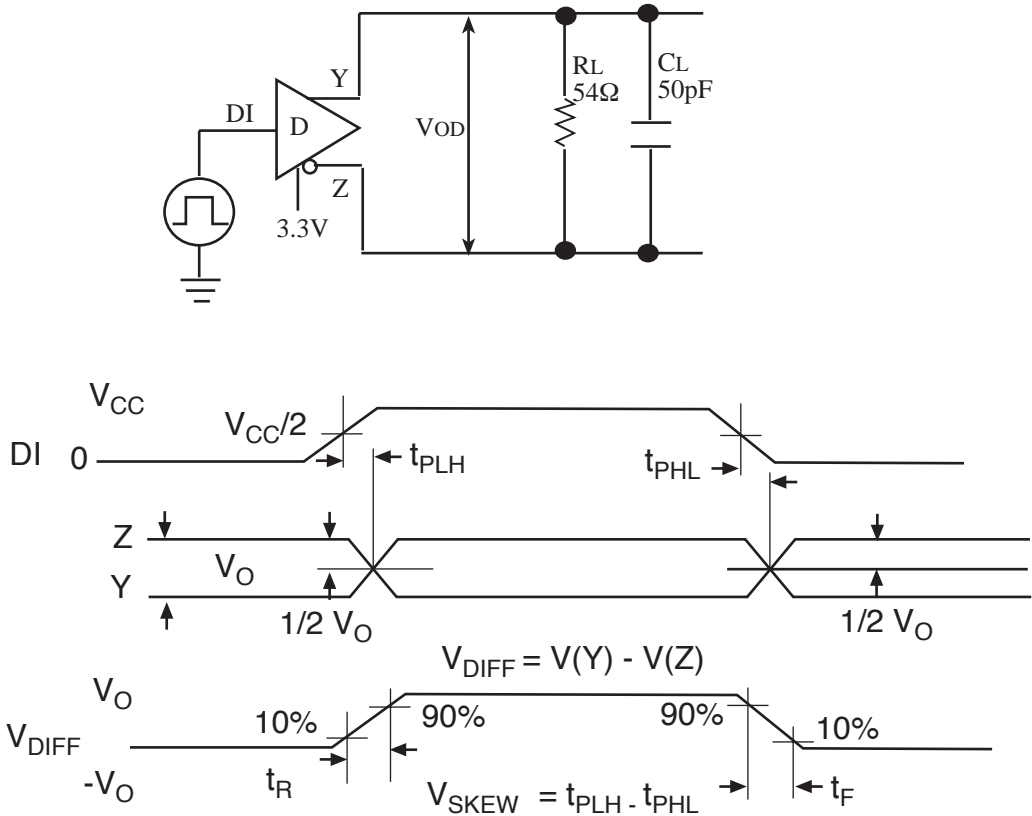 Y
RL
54Ω
CL
50pF
DI
D
VOD
Z
3.3V
VCC
VCC/2
DI 0
tPLH
tPHL
Z
VO
Y
1/2 VO
1/2 VO
VDIFF = V(Y) - V(Z)
VO
10%
90%
90%
10%
VDIFF
-VO
tR
VSKEW = tPLH - tPHL
tF